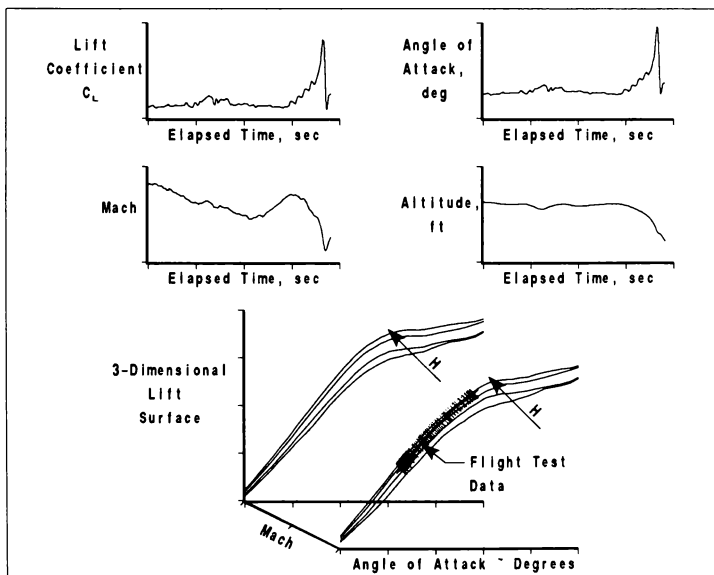 Lift
Coefficient
CL
Elapsed Time, sec
Angle of
Attack,
deg
Elapsed Time, sec
Mach
Elapsed Time, sec
Altitude,
ft
Elapsed Time, sec
3-Dimensional
Lift
Surface
H
H
Flight Test
Data
Mach
Angle of Attack ~ Degrees